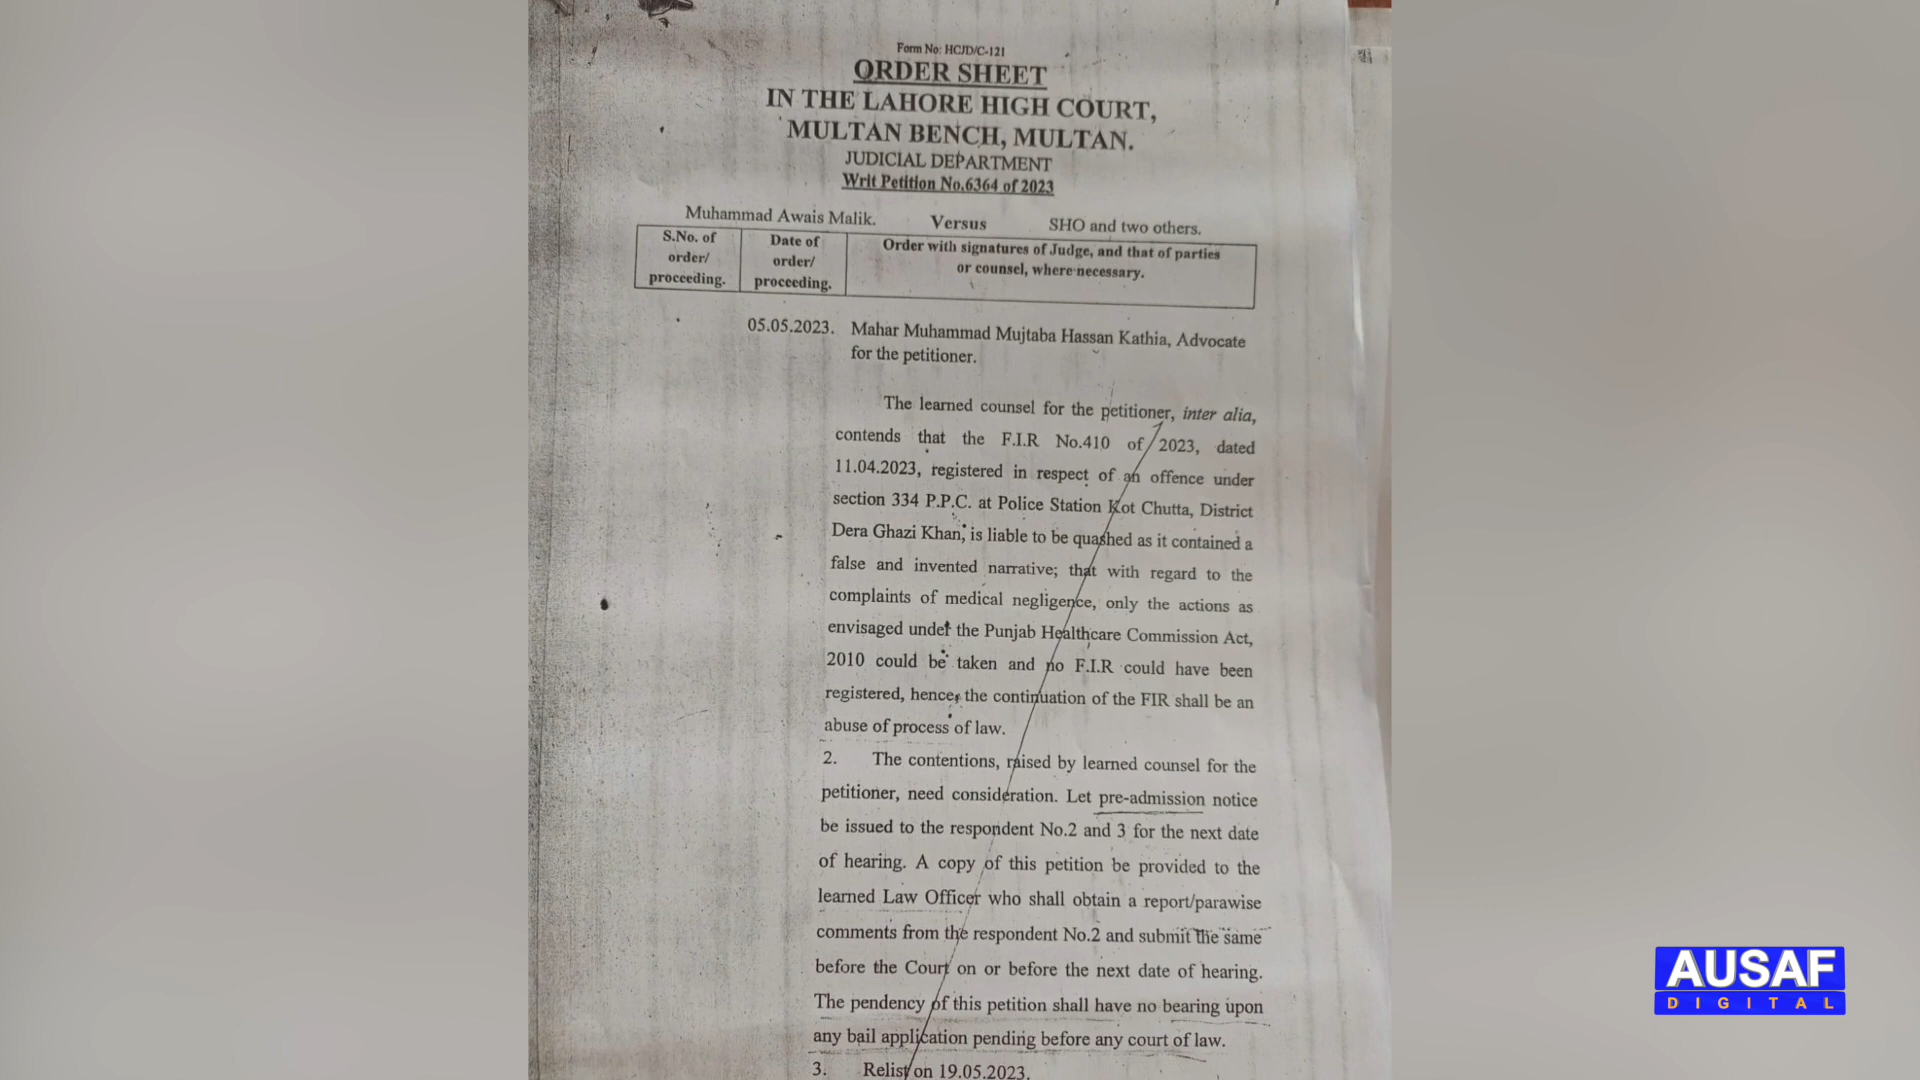 Form No: HCJD/C-121
ORDER SHEET
IN THE LAHORE HIGH COURT,
MULTAN BENCH, MULTAN.
JUDICIAL DEPARTMENT
Writ Petition No.6364 of 2023
Muhammad Awais Malik. Versus SHO and two others.
S.No. of order/ proceeding.
Date of order/ proceeding.
Order with signatures of Judge, and that of parties
or counsel, where necessary.
05.05.2023. Mahar Muhammad Mujtaba Hassan Kathia, Advocate
for the petitioner.
The learned counsel for the petitioner, inter alia,
contends that the F.I.R No.410 of 2023, dated
11.04.2023, registered in respect of an offence under
section 334 P.P.C. at Police Station Kot Chutta, District
Dera Ghazi Khan, is liable to be quashed as it contained a
false and invented narrative; that with regard to the
complaints of medical negligence, only the actions as
envisaged under the Punjab Healthcare Commission Act,
2010 could be taken and no F.I.R could have been
registered, hence, the continuation of the FIR shall be an
abuse of process of law.
2. The contentions, raised by learned counsel for the
petitioner, need consideration. Let pre-admission notice
be issued to the respondent No.2 and 3 for the next date
of hearing. A copy of this petition be provided to the
learned Law Officer who shall obtain a report/parawise
comments from the respondent No.2 and submit the same
before the Court on or before the next date of hearing.
The pendency of this petition shall have no bearing upon
any bail application pending before any court of law.
3. Relist on 19.05.2023.
AUSAF
DIGITAL